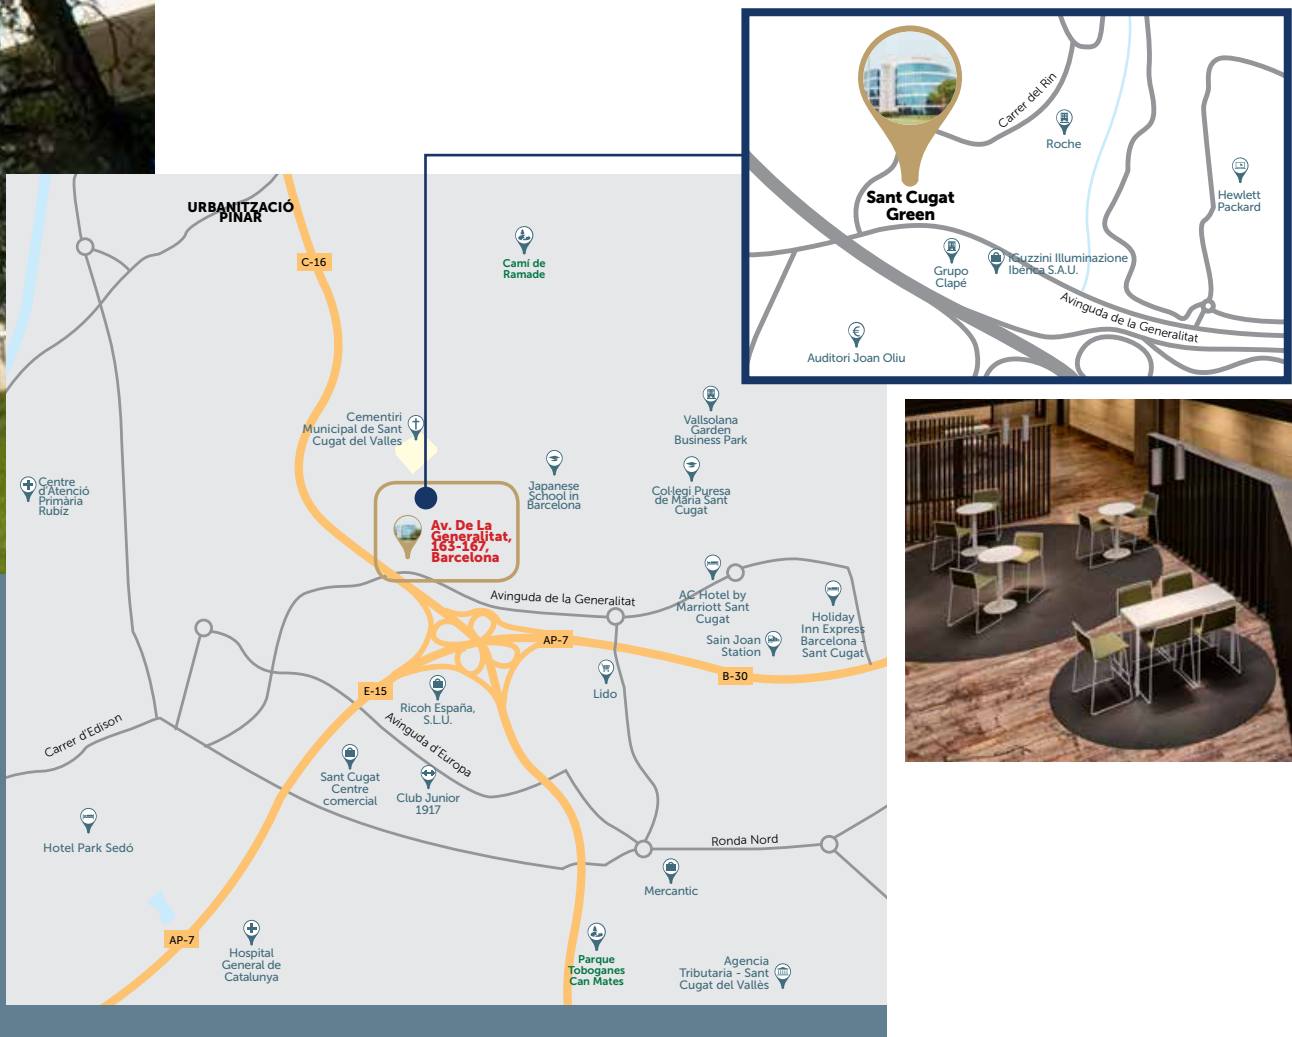 URBANITZACIÓ
PINAR
C-16
Camí de
Ramade
Cementiri
Municipal de Sant
Cugat del Valles
Centre
d'Atenció
Primària
Rubíz
Japanese
School in
Barcelona
Vallsolana
Garden
Business Park
Col·legi Puresa
de Maria Sant
Cugat
Av. De La
Generalitat,
163-167,
Barcelona
Avinguda de la Generalitat
AC Hotel by
Marriott Sant
Cugat
Holiday
Inn Express
Barcelona -
Sant Cugat
Sain Joan
Station
AP-7
B-30
E-15
Lido
Ricoh España,
S.L.U.
Carrer d'Edison
Avinguda d'Europa
Sant Cugat
Centre
comercial
Club Junior
1917
Hotel Park Sedó
Ronda Nord
Mercantic
AP-7
Hospital
General de
Catalunya
Parque
Toboganes
Can Mates
Agencia
Tributaria - Sant
Cugat del Vallès
Carrer del Rin
Roche
Hewlett
Packard
Sant Cugat
Green
Grupo
Clapé
iGuzzini Illuminazione
Ibérica S.A.U.
Avinguda de la Generalitat
Auditori Joan Oliu